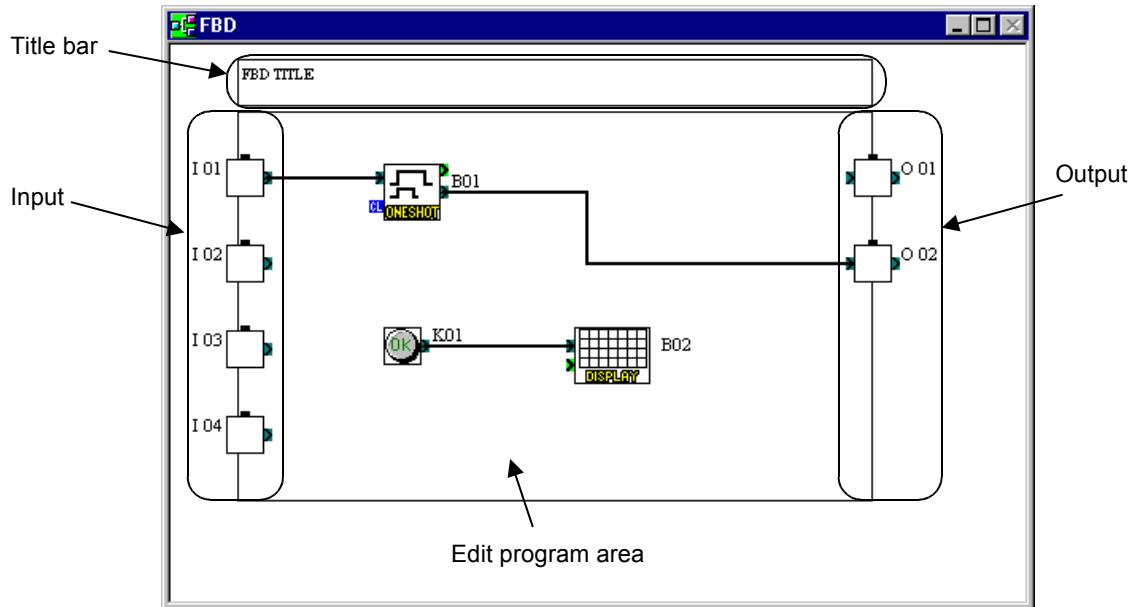 FBD
Title bar
FBD TITLE
I 01
B01
O 01
CL
ONESHOT
Input
Output
I 02
O 02
I 03
OK
K01
B02
DISPLAY
I 04
Edit program area